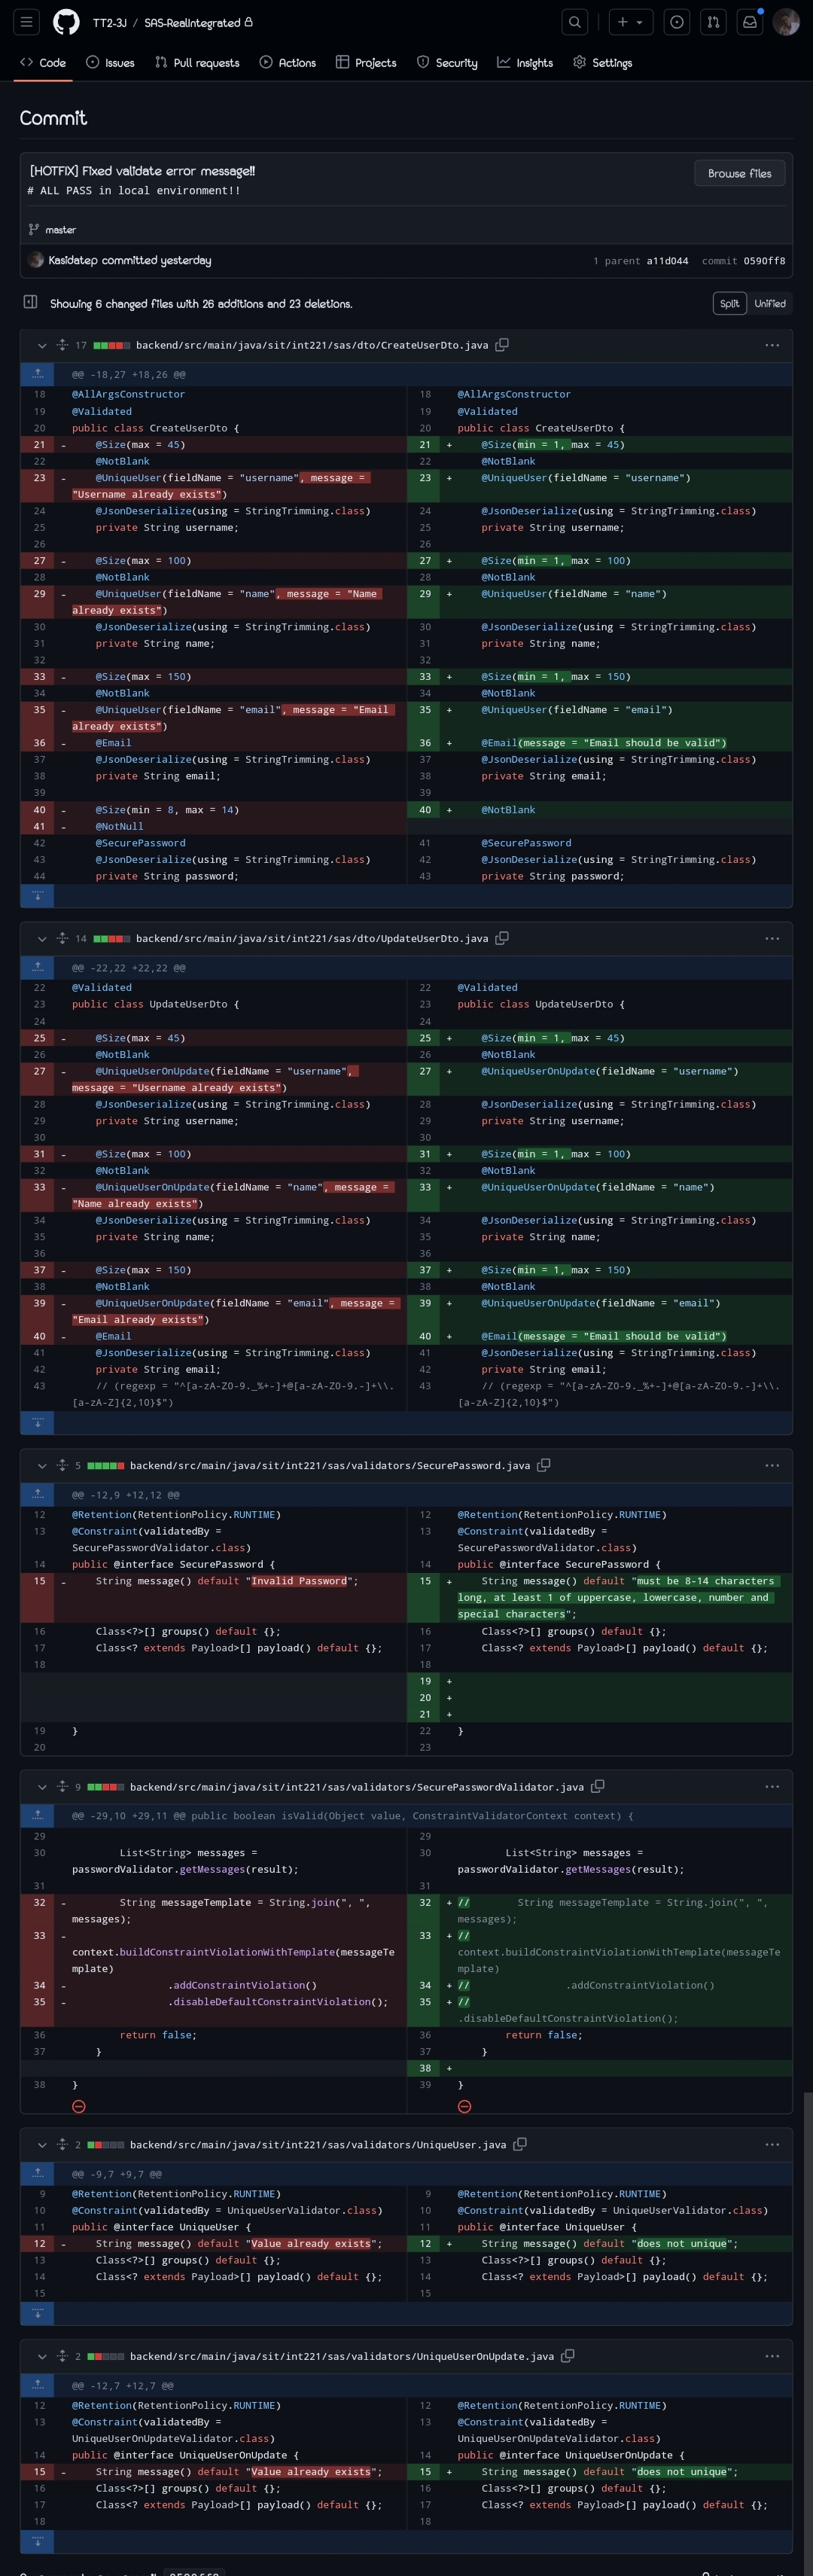 TT2-3J / SAS-RealIntegrated
Code Issues Pull requests Actions Projects Security Insights Settings
Commit
[HOTFIX] Fixed validate error message!!
Browse files
# ALL PASS in local environment!!
master
Kasidatep committed yesterday
1 parent a11d044 commit 0590ff8
Showing 6 changed files with 26 additions and 23 deletions.
Split Unified
17 backend/src/main/java/sit/int221/sas/dto/CreateUserDto.java
@@ -18,27 +18,26 @@
18 @AllArgsConstructor
19 @Validated
20 public class CreateUserDto {
21 - @Size(max = 45)
22 @NotBlank
23 - @UniqueUser(fieldName = "username", message =
"Username already exists")
24 @JsonDeserialize(using = StringTrimming.class)
25 private String username;
26
27 - @Size(max = 100)
28 @NotBlank
29 - @UniqueUser(fieldName = "name", message = "Name
already exists")
30 @JsonDeserialize(using = StringTrimming.class)
31 private String name;
32
33 - @Size(max = 150)
34 @NotBlank
35 - @UniqueUser(fieldName = "email", message = "Email
already exists")
36 - @Email
37 @JsonDeserialize(using = StringTrimming.class)
38 private String email;
39
40 - @Size(min = 8, max = 14)
41 - @NotNull
42 @SecurePassword
43 @JsonDeserialize(using = StringTrimming.class)
44 private String password;
18 @AllArgsConstructor
19 @Validated
20 public class CreateUserDto {
21 + @Size(min = 1, max = 45)
22 @NotBlank
23 + @UniqueUser(fieldName = "username")
24 @JsonDeserialize(using = StringTrimming.class)
25 private String username;
26
27 + @Size(min = 1, max = 100)
28 @NotBlank
29 + @UniqueUser(fieldName = "name")
30 @JsonDeserialize(using = StringTrimming.class)
31 private String name;
32
33 + @Size(min = 1, max = 150)
34 @NotBlank
35 + @UniqueUser(fieldName = "email")
36 + @Email(message = "Email should be valid")
37 @JsonDeserialize(using = StringTrimming.class)
38 private String email;
39
40 + @NotBlank
41 @SecurePassword
42 @JsonDeserialize(using = StringTrimming.class)
43 private String password;
14 backend/src/main/java/sit/int221/sas/dto/UpdateUserDto.java
@@ -22,22 +22,22 @@
22 @Validated
23 public class UpdateUserDto {
24
25 - @Size(max = 45)
26 @NotBlank
27 - @UniqueUserOnUpdate(fieldName = "username",
message = "Username already exists")
28 @JsonDeserialize(using = StringTrimming.class)
29 private String username;
30
31 - @Size(max = 100)
32 @NotBlank
33 - @UniqueUserOnUpdate(fieldName = "name", message =
"Name already exists")
34 @JsonDeserialize(using = StringTrimming.class)
35 private String name;
36
37 - @Size(max = 150)
38 @NotBlank
39 - @UniqueUserOnUpdate(fieldName = "email", message =
"Email already exists")
40 - @Email
41 @JsonDeserialize(using = StringTrimming.class)
42 private String email;
43 // (regexp = "^[a-zA-Z0-9._%+-]+@[a-zA-Z0-9.-]+\\.
[a-zA-Z]{2,10}$")
22 @Validated
23 public class UpdateUserDto {
24
25 + @Size(min = 1, max = 45)
26 @NotBlank
27 + @UniqueUserOnUpdate(fieldName = "username")
28 @JsonDeserialize(using = StringTrimming.class)
29 private String username;
30
31 + @Size(min = 1, max = 100)
32 @NotBlank
33 + @UniqueUserOnUpdate(fieldName = "name")
34 @JsonDeserialize(using = StringTrimming.class)
35 private String name;
36
37 + @Size(min = 1, max = 150)
38 @NotBlank
39 + @UniqueUserOnUpdate(fieldName = "email")
40 + @Email(message = "Email should be valid")
41 @JsonDeserialize(using = StringTrimming.class)
42 private String email;
43 // (regexp = "^[a-zA-Z0-9._%+-]+@[a-zA-Z0-9.-]+\\.
[a-zA-Z]{2,10}$")
5 backend/src/main/java/sit/int221/sas/validators/SecurePassword.java
@@ -12,9 +12,12 @@
12 @Retention(RetentionPolicy.RUNTIME)
13 @Constraint(validatedBy =
SecurePasswordValidator.class)
14 public @interface SecurePassword {
15 - String message() default "Invalid Password";
16 Class<?>[] groups() default {};
17 Class<? extends Payload>[] payload() default {};
18
19 }
20
12 @Retention(RetentionPolicy.RUNTIME)
13 @Constraint(validatedBy =
SecurePasswordValidator.class)
14 public @interface SecurePassword {
15 + String message() default "must be 8-14 characters
long, at least 1 of uppercase, lowercase, number and
special characters";
16 Class<?>[] groups() default {};
17 Class<? extends Payload>[] payload() default {};
18
19 +
20 +
21 +
22 }
23
9 backend/src/main/java/sit/int221/sas/validators/SecurePasswordValidator.java
@@ -29,10 +29,11 @@ public boolean isValid(Object value, ConstraintValidatorContext context) {
29
30 List<String> messages =
passwordValidator.getMessages(result);
31
32 - String messageTemplate = String.join(", ",
messages);
33 -
context.buildConstraintViolationWithTemplate(messageTe
mplate)
34 - .addConstraintViolation()
35 - .disableDefaultConstraintViolation();
36 return false;
37 }
38 }
29
30 List<String> messages =
passwordValidator.getMessages(result);
31
32 + // String messageTemplate = String.join(", ",
messages);
33 + //
context.buildConstraintViolationWithTemplate(messageTe
mplate)
34 + // .addConstraintViolation()
35 + //
.disableDefaultConstraintViolation();
36 return false;
37 }
38 +
39 }
2 backend/src/main/java/sit/int221/sas/validators/UniqueUser.java
@@ -9,7 +9,7 @@
9 @Retention(RetentionPolicy.RUNTIME)
10 @Constraint(validatedBy = UniqueUserValidator.class)
11 public @interface UniqueUser {
12 - String message() default "Value already exists";
13 Class<?>[] groups() default {};
14 Class<? extends Payload>[] payload() default {};
15
9 @Retention(RetentionPolicy.RUNTIME)
10 @Constraint(validatedBy = UniqueUserValidator.class)
11 public @interface UniqueUser {
12 + String message() default "does not unique";
13 Class<?>[] groups() default {};
14 Class<? extends Payload>[] payload() default {};
15
2 backend/src/main/java/sit/int221/sas/validators/UniqueUserOnUpdate.java
@@ -12,7 +12,7 @@
12 @Retention(RetentionPolicy.RUNTIME)
13 @Constraint(validatedBy =
UniqueUserOnUpdateValidator.class)
14 public @interface UniqueUserOnUpdate {
15 - String message() default "Value already exists";
16 Class<?>[] groups() default {};
17 Class<? extends Payload>[] payload() default {};
18
12 @Retention(RetentionPolicy.RUNTIME)
13 @Constraint(validatedBy =
UniqueUserOnUpdateValidator.class)
14 public @interface UniqueUserOnUpdate {
15 + String message() default "does not unique";
16 Class<?>[] groups() default {};
17 Class<? extends Payload>[] payload() default {};
18